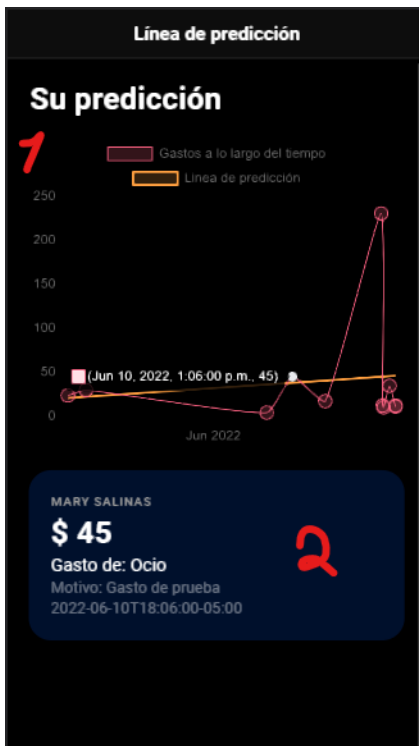 Línea de predicción
Su predicción
1
Gastos a lo largo del tiempo
Línea de predicción
250
200
150
100
50
(Jun 10, 2022, 1:06:00 p.m., 45)
0
Jun 2022
MARY SALINAS
$ 45
2
Gasto de: Ocio
Motivo: Gasto de prueba
2022-06-10T18:06:00-05:00